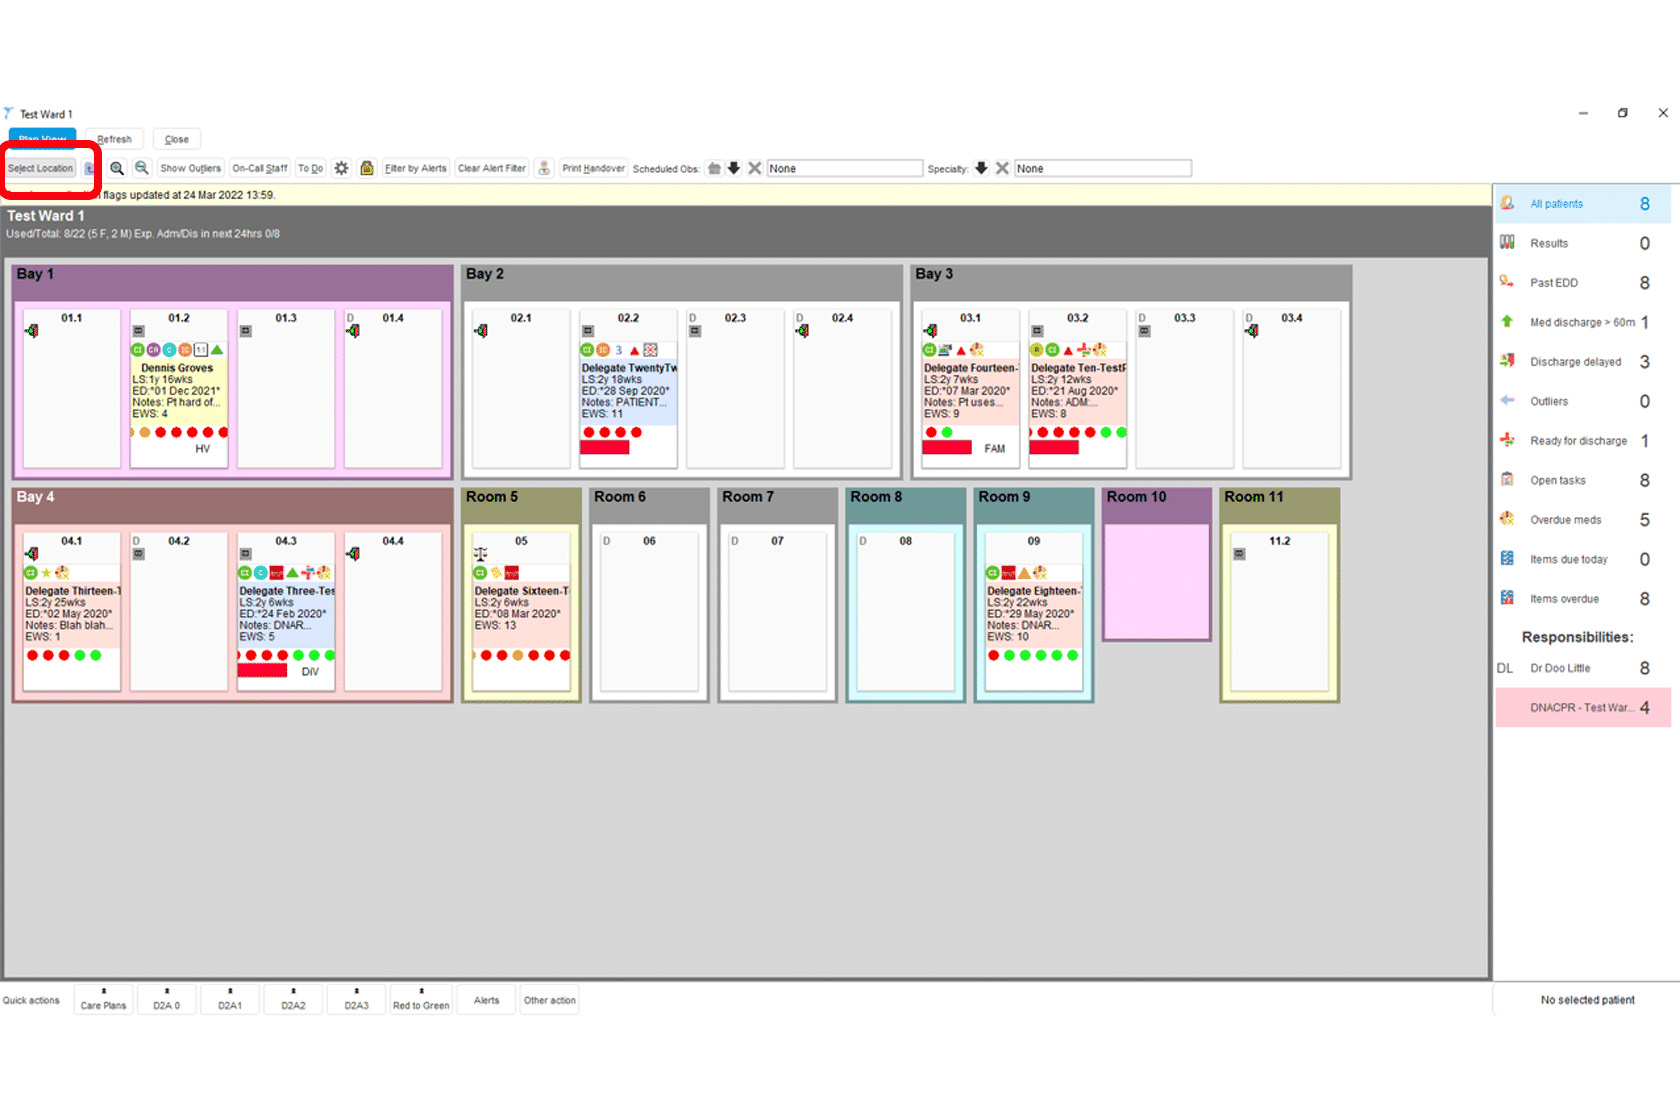 Test Ward 1
Plan View Refresh Close
Select Location Show Outliers On-Call Staff To Do Filter by Alerts Clear Alert Filter Print Handover Scheduled Obs: None Specialty: None
flags updated at 24 Mar 2022 13:59.
Test Ward 1
Used/Total: 8/22 (5 F, 2 M) Exp. Adm/Dis in next 24hrs 0/8
Bay 1
01.1
01.2
CI GA C SC 1:1
Dennis Groves
LS:1y 16wks
ED:*01 Dec 2021*
Notes: Pt hard of...
EWS: 4
HV
01.3
D 01.4
Bay 2
02.1
02.2
CI SC 3
Delegate TwentyTw
LS:2y 18wks
ED:*28 Sep 2020*
Notes: PATIENT...
EWS: 11
D 02.3
D 02.4
Bay 3
03.1
CI
Delegate Fourteen-
LS:2y 7wks
ED:*07 Mar 2020*
Notes: Pt uses...
EWS: 9
FAM
03.2
CI
Delegate Ten-TestP
LS:2y 12wks
ED:*21 Aug 2020*
Notes: ADM:...
EWS: 8
D 03.3
D 03.4
Bay 4
04.1
CI
Delegate Thirteen-T
LS:2y 25wks
ED:*02 May 2020*
Notes: Blah blah...
EWS: 1
D 04.2
04.3
CI C
Delegate Three-Tes
LS:2y 6wks
ED:*24 Feb 2020*
Notes: DNAR...
EWS: 5
DiV
04.4
Room 5
05
CI
Delegate Sixteen-T
LS:2y 6wks
ED:*08 Mar 2020*
EWS: 13
Room 6
D 06
Room 7
D 07
Room 8
D 08
Room 9
09
CI
Delegate Eighteen-
LS:2y 22wks
ED:*29 May 2020*
Notes: DNAR...
EWS: 10
Room 10
Room 11
11.2
All patients 8
Results 0
Past EDD 8
Med discharge > 60m 1
Discharge delayed 3
Outliers 0
Ready for discharge 1
Open tasks 8
Overdue meds 5
Items due today 0
Items overdue 8
Responsibilities:
DL Dr Doo Little 8
DNACPR - Test War... 4
Quick actions Care Plans D2A 0 D2A1 D2A2 D2A3 Red to Green Alerts Other action
No selected patient